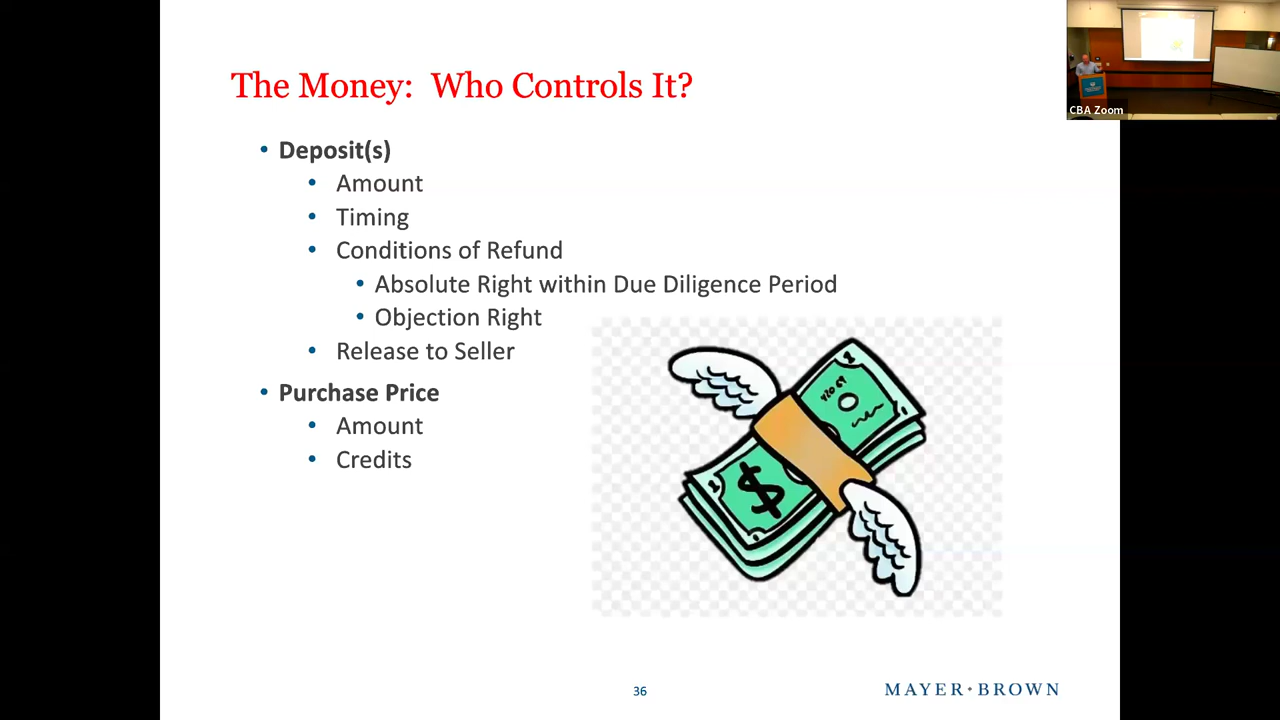 The Money: Who Controls It?
CBA Zoom
• Deposit(s)
• Amount
• Timing
• Conditions of Refund
• Absolute Right within Due Diligence Period
• Objection Right
• Release to Seller
• Purchase Price
• Amount
• Credits
$
36
MAYER•BROWN